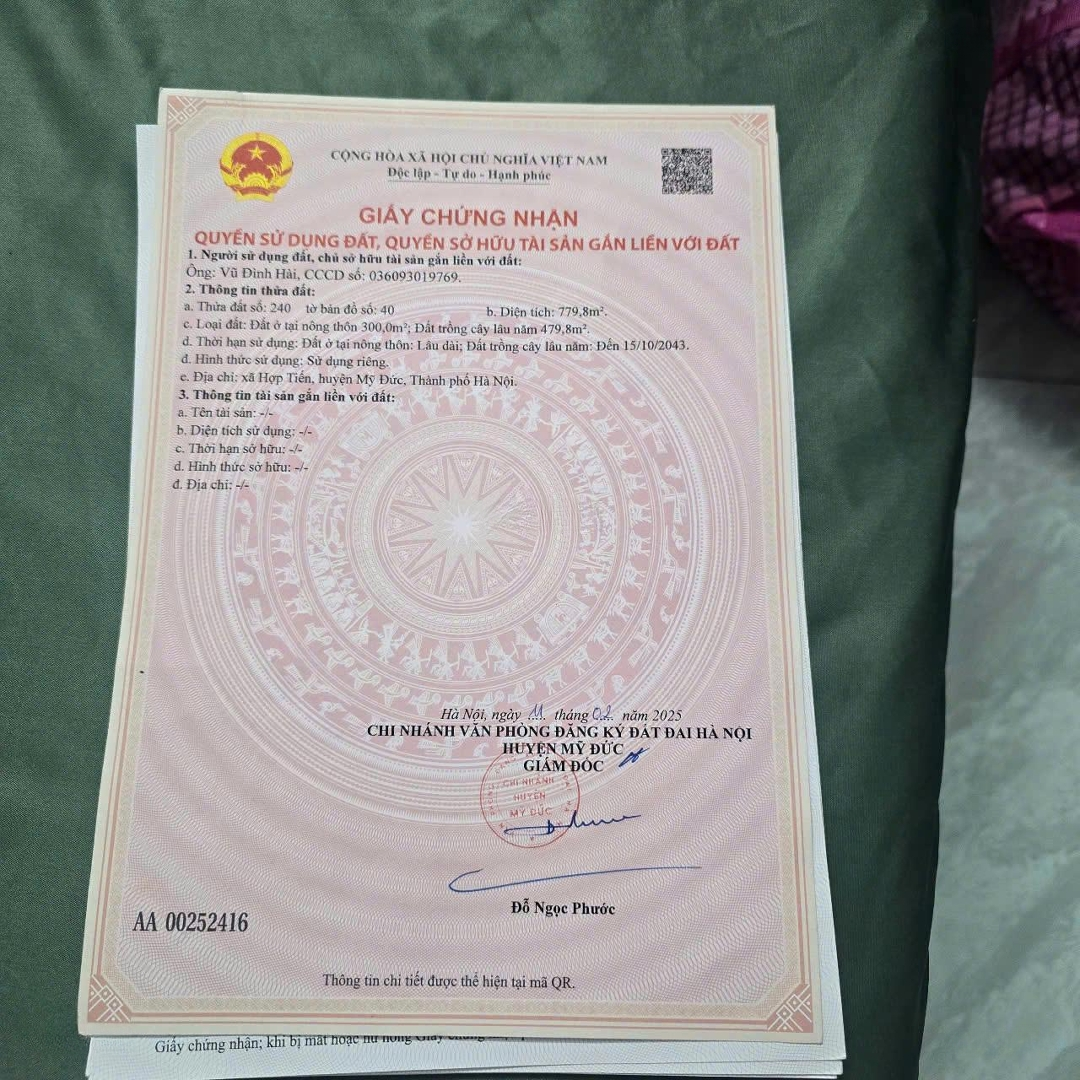 CỘNG HÒA XÃ HỘI CHỦ NGHĨA VIỆT NAM
Độc lập - Tự do - Hạnh phúc
GIẤY CHỨNG NHẬN
QUYỀN SỬ DỤNG ĐẤT, QUYỀN SỞ HỮU TÀI SẢN GẮN LIỀN VỚI ĐẤT
1. Người sử dụng đất, chủ sở hữu tài sản gắn liền với đất:
Ông: Vũ Đình Hải, CCCD số: 036093019769.
2. Thông tin thửa đất:
a. Thửa đất số: 240 tờ bản đồ số: 40 b. Diện tích: 779,8m².
c. Loại đất: Đất ở tại nông thôn 300,0m²; Đất trồng cây lâu năm 479,8m².
d. Thời hạn sử dụng: Đất ở tại nông thôn: Lâu dài; Đất trồng cây lâu năm: Đến 15/10/2043.
đ. Hình thức sử dụng: Sử dụng riêng.
e. Địa chỉ: xã Hợp Tiến, huyện Mỹ Đức, Thành phố Hà Nội.
3. Thông tin tài sản gắn liền với đất:
a. Tên tài sản: -/-
b. Diện tích sử dụng: -/-
c. Thời hạn sở hữu: -/-
d. Hình thức sở hữu: -/-
đ. Địa chỉ: -/-
Hà Nội, ngày 11 tháng 02 năm 2025
CHI NHÁNH VĂN PHÒNG ĐĂNG KÝ ĐẤT ĐAI HÀ NỘI
HUYỆN MỸ ĐỨC
GIÁM ĐỐC
CHI NHÁNH
HUYỆN
MỸ ĐỨC
Đỗ Ngọc Phước
AA 00252416
Thông tin chi tiết được thể hiện tại mã QR.
Giấy chứng nhận; khi bị mất hoặc hư hỏng Giấy